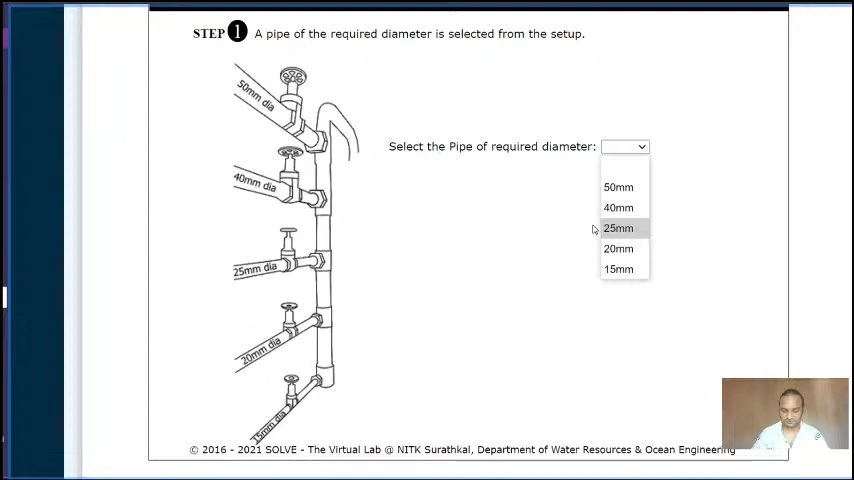 STEP 1 A pipe of the required diameter is selected from the setup.
50mm dia
Select the Pipe of required diameter:
40mm dia
50mm
40mm
25mm
20mm
15mm
25mm dia
20mm dia
15mm dia
© 2016 - 2021 SOLVE - The Virtual Lab @ NITK Surathkal, Department of Water Resources & Ocean Engineering